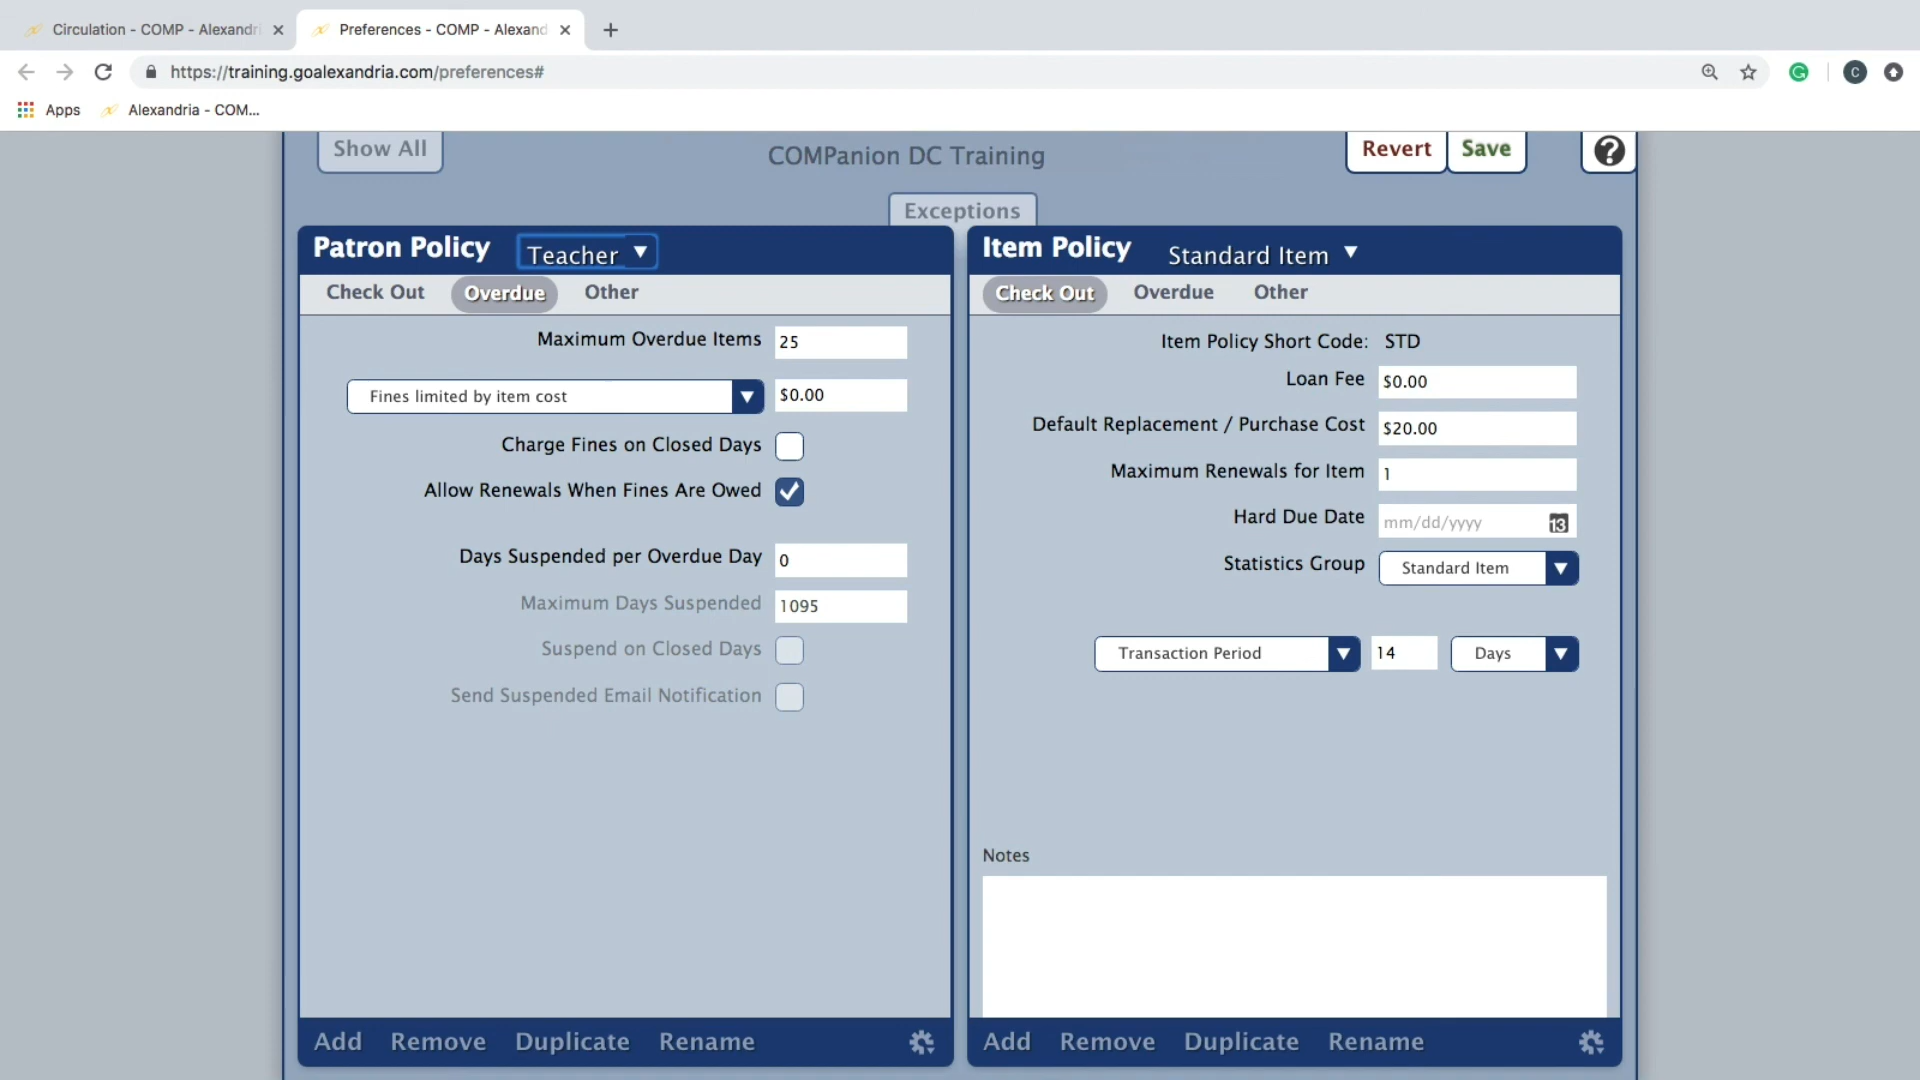 Circulation - COMP - Alexandri
Preferences - COMP - Alexand
https://training.goalexandria.com/preferences#
G
C
Apps
Alexandria - COM...
Show All
COMPanion DC Training
Revert
Save
?
Exceptions
Patron Policy
Teacher
Check Out
Overdue
Other
Maximum Overdue Items
25
Fines limited by item cost
$0.00
Charge Fines on Closed Days
Allow Renewals When Fines Are Owed
Days Suspended per Overdue Day
0
Maximum Days Suspended
1095
Suspend on Closed Days
Send Suspended Email Notification
Add
Remove
Duplicate
Rename
Item Policy
Standard Item
Check Out
Overdue
Other
Item Policy Short Code: STD
Loan Fee
$0.00
Default Replacement / Purchase Cost
$20.00
Maximum Renewals for Item
1
Hard Due Date
mm/dd/yyyy
13
Statistics Group
Standard Item
Transaction Period
14
Days
Notes
Add
Remove
Duplicate
Rename